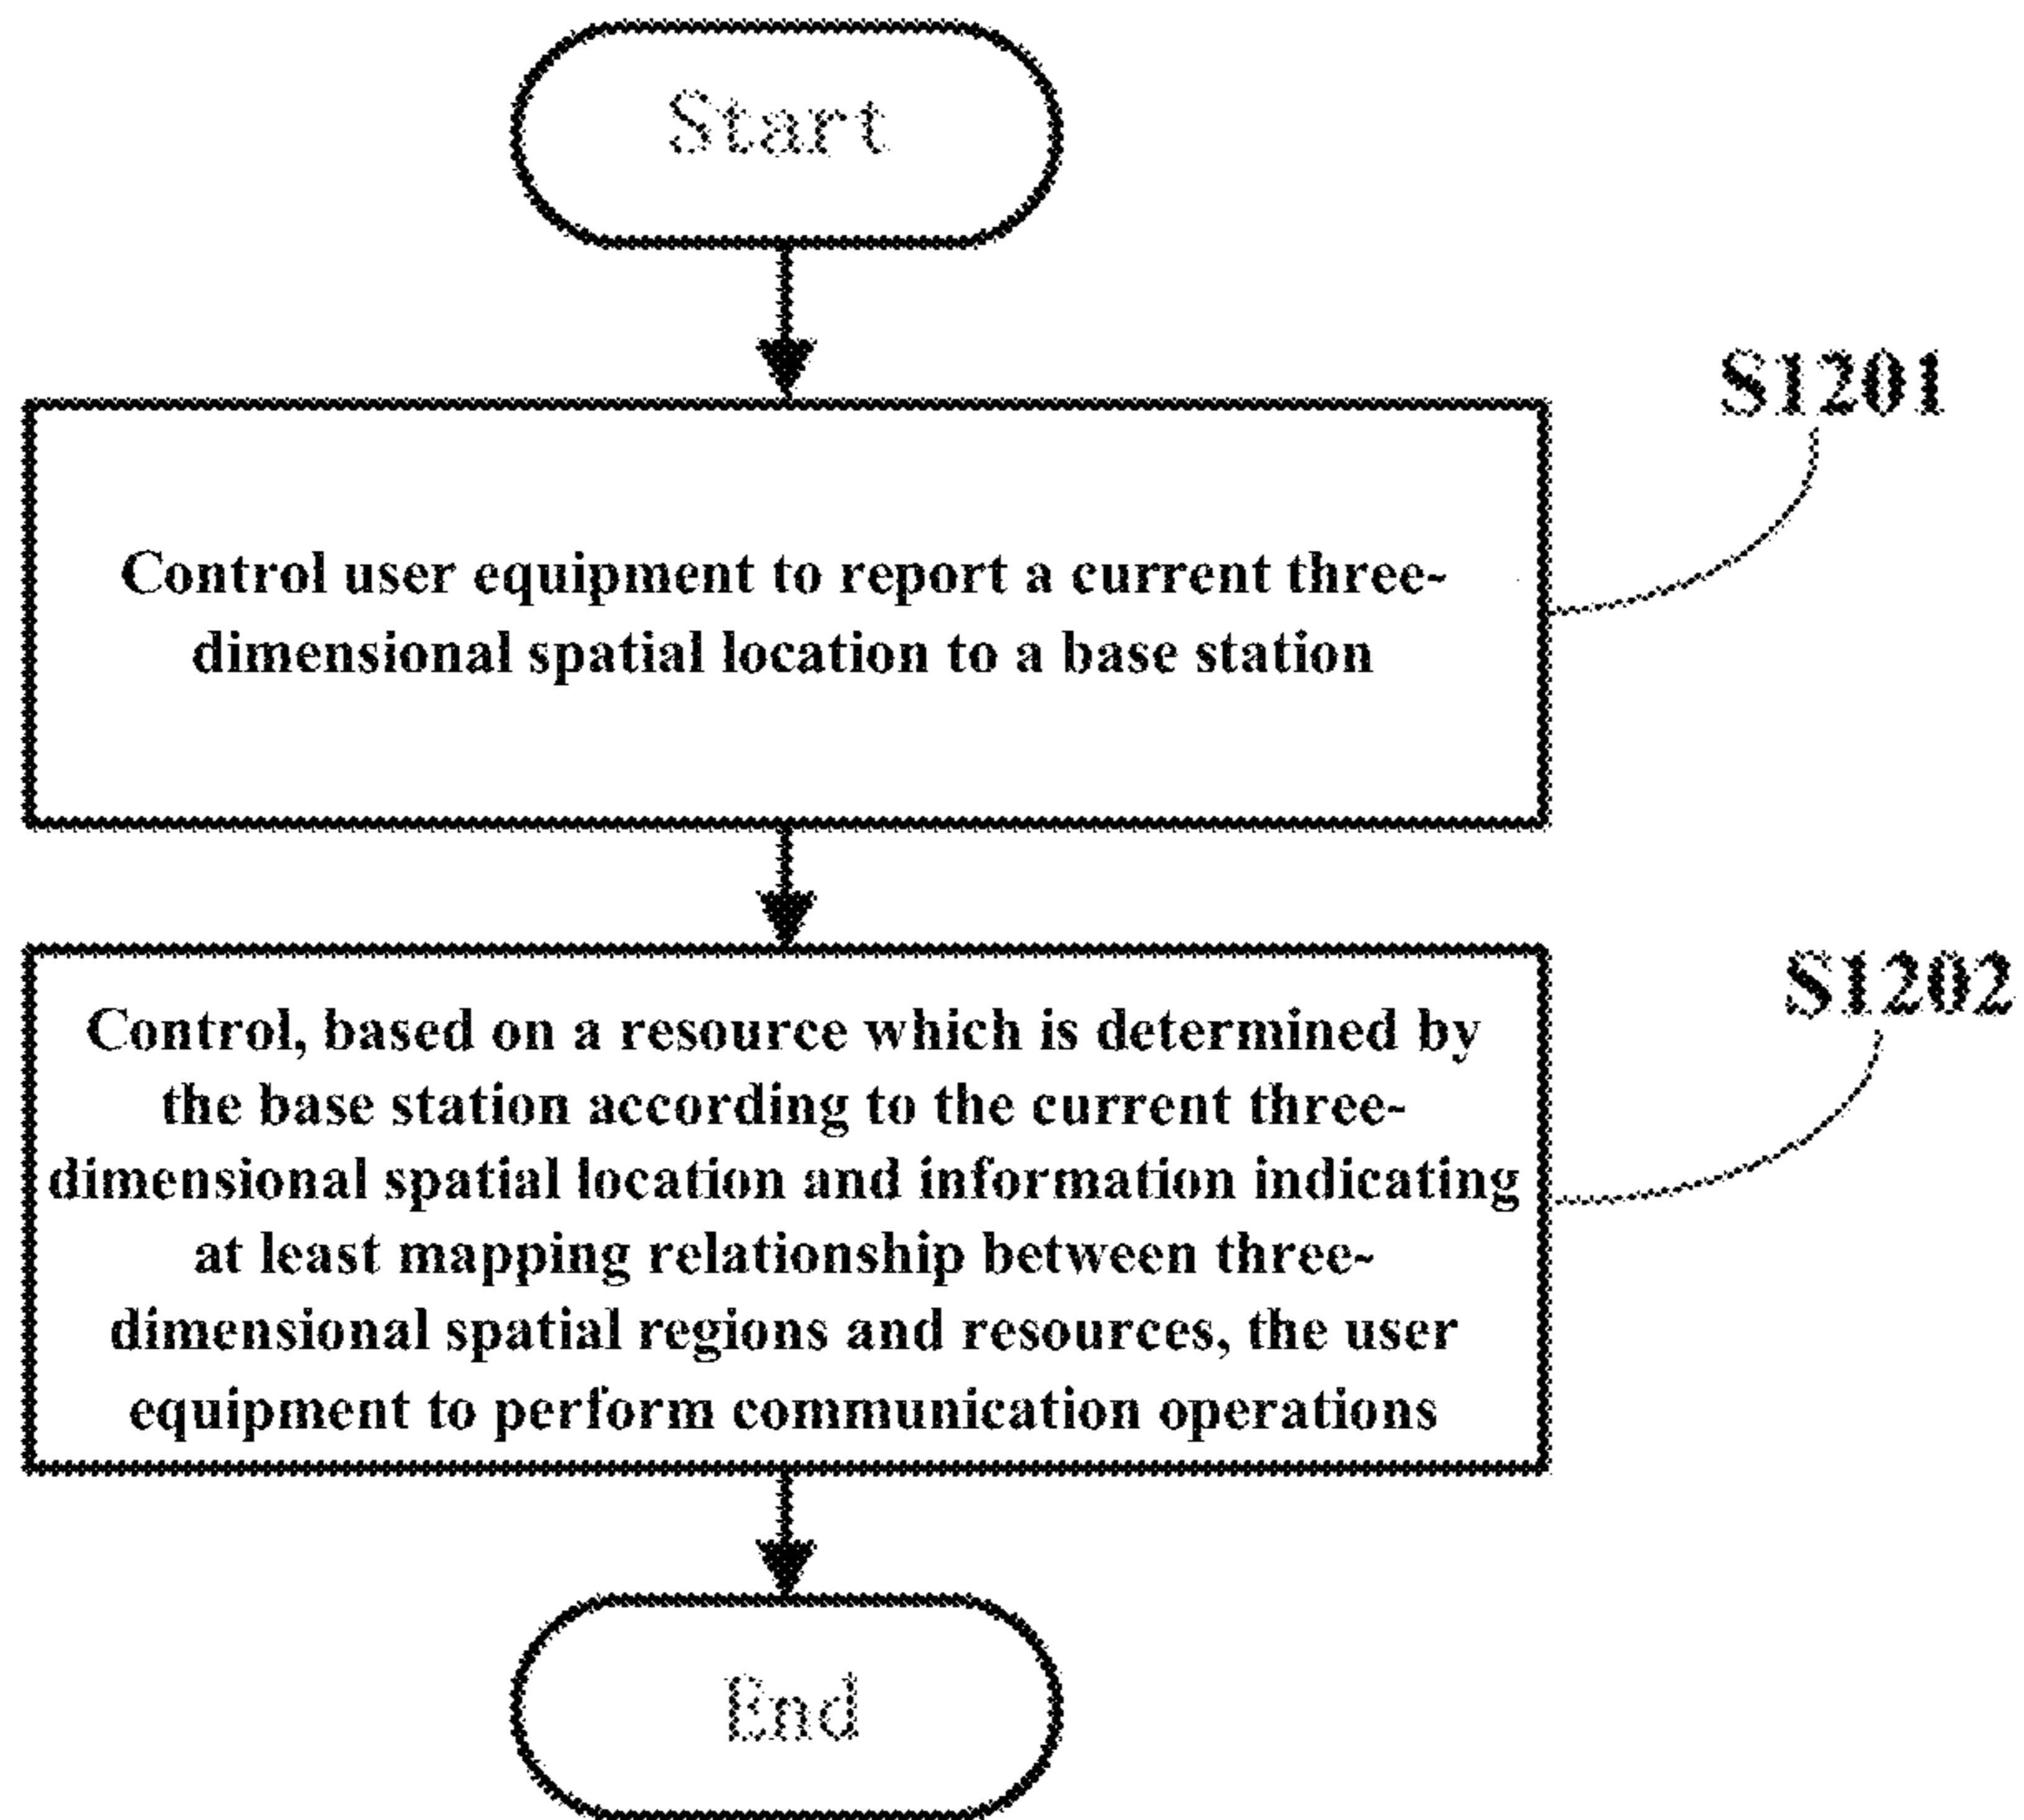 Start
S1201
Control user equipment to report a current three-
dimensional spatial location to a base station
S1202
Control, based on a resource which is determined by
the base station according to the current three-
dimensional spatial location and information indicating
at least mapping relationship between three-
dimensional spatial regions and resources, the user
equipment to perform communication operations
End